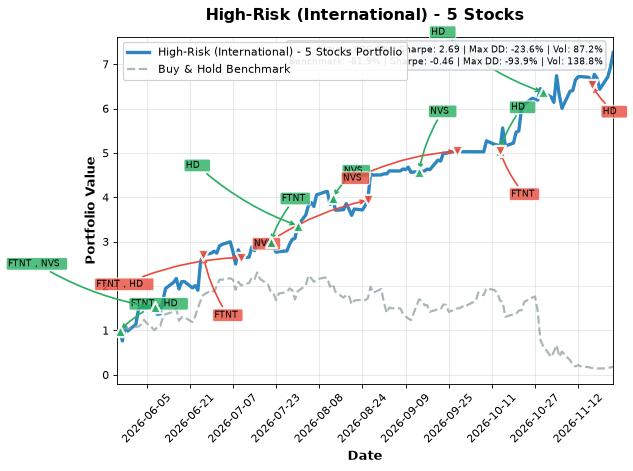 High-Risk (International) - 5 Stocks
HD
High-Risk (International) - 5 Stocks Portfolio
Sharpe: 2.69 | Max DD: -23.6% | Vol: 87.2%
Buy & Hold Benchmark
Benchmark: -81.9% | Sharpe: -0.46 | Max DD: -93.9% | Vol: 138.8%
Portfolio Value
7
6
5
4
3
2
1
0
NVS
HD
HD
HD
NVS
NVS
FTNT
FTNT
NVS
FTNT , NVS
FTNT , HD
FTNT , HD
FTNT
2026-06-05
2026-06-21
2026-07-07
2026-07-23
2026-08-08
2026-08-24
2026-09-09
2026-09-25
2026-10-11
2026-10-27
2026-11-12
Date